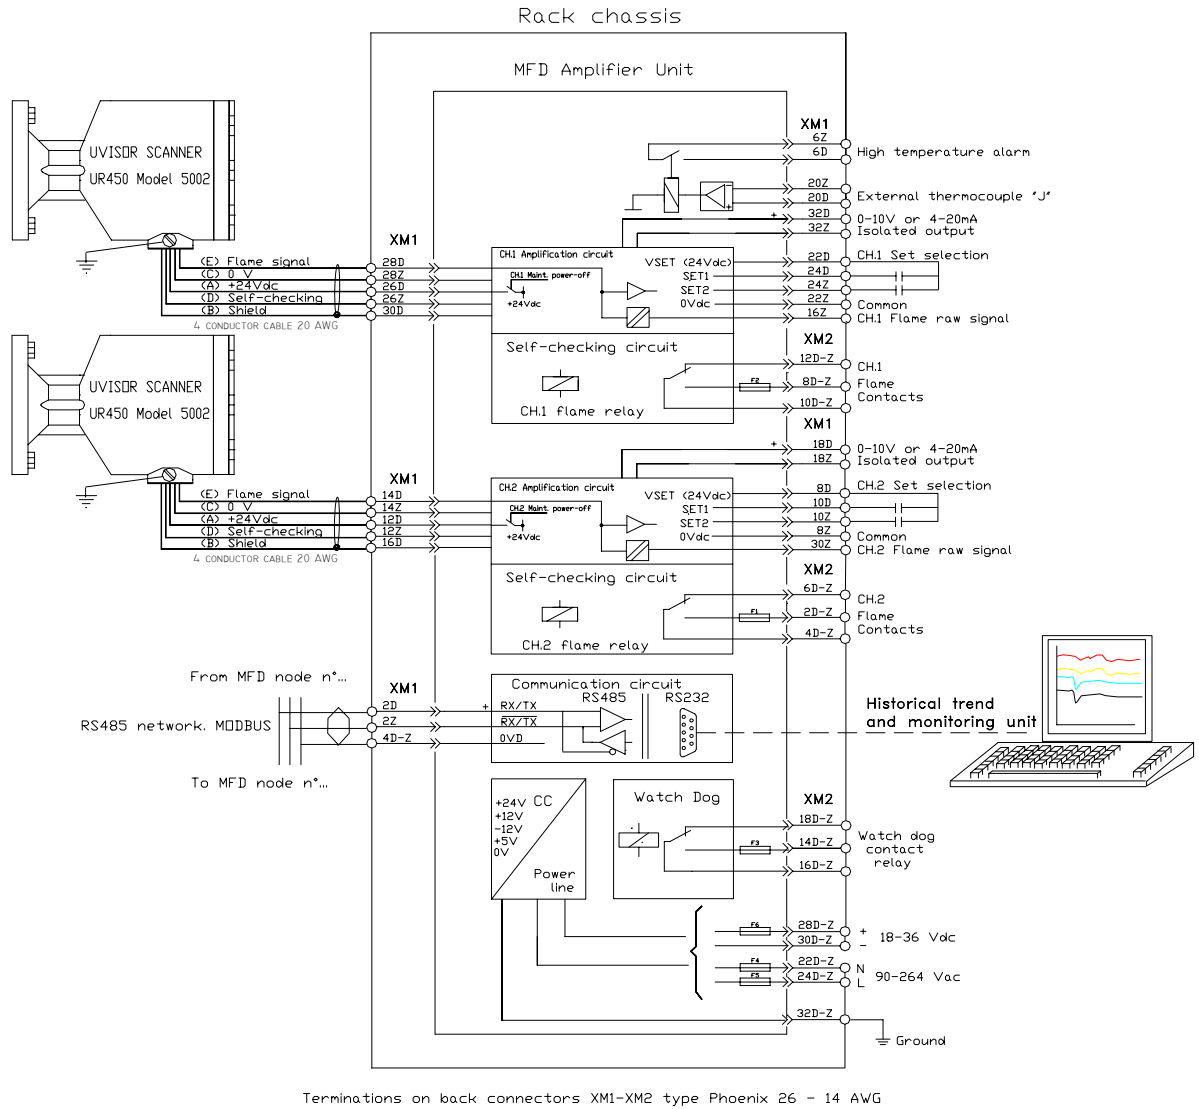 Rack chassis
MFD Amplifier Unit
UVISOR SCANNER
UR450 Model 5002
XM1
(E) Flame signal
(C) 0 V
(A) +24Vdc
(D) Self-checking
(B) Shield
4 CONDUCTOR CABLE 20 AWG
28D
28Z
26D
26Z
30D
CH.1 Amplification circuit
CH.1 Maint. power-off
+24Vdc
VSET (24Vdc)
SET1
SET2
0Vdc
Self-checking circuit
CH.1 flame relay
F2
XM1
6Z
6D
High temperature alarm
20Z
20D
External thermocouple "J"
+
32D
0-10V or 4-20mA
32Z
Isolated output
22D
CH.1 Set selection
24D
24Z
22Z
Common
16Z
CH.1 Flame raw signal
XM2
12D-Z
CH.1
8D-Z
Flame
Contacts
10D-Z
UVISOR SCANNER
UR450 Model 5002
XM1
(E) Flame signal
(C) 0 V
(A) +24Vdc
(D) Self-checking
(B) Shield
4 CONDUCTOR CABLE 20 AWG
14D
14Z
12D
12Z
16D
CH.2 Amplification circuit
CH.2 Maint. power-off
+24Vdc
VSET (24Vdc)
SET1
SET2
0Vdc
Self-checking circuit
CH.2 flame relay
F1
XM1
+
18D
0-10V or 4-20mA
18Z
Isolated output
8D
CH.2 Set selection
10D
10Z
8Z
Common
30Z
CH.2 Flame raw signal
XM2
6D-Z
CH.2
2D-Z
Flame
Contacts
4D-Z
From MFD node n°...
RS485 network. MODBUS
To MFD node n°...
XM1
2D
2Z
4D-Z
Communication circuit
+
RX/TX
RX/TX
0VD
RS485
RS232
Historical trend
and monitoring unit
+24V
+12V
-12V
+5V
0V
CC
Power
line
Watch Dog
F3
XM2
18D-Z
14D-Z
16D-Z
Watch dog
contact
relay
F6
28D-Z
+
30D-Z
-
18-36 Vdc
F4
22D-Z
N
F5
24D-Z
L
90-264 Vac
32D-Z
Ground
Terminations on back connectors XM1-XM2 type Phoenix 26 - 14 AWG